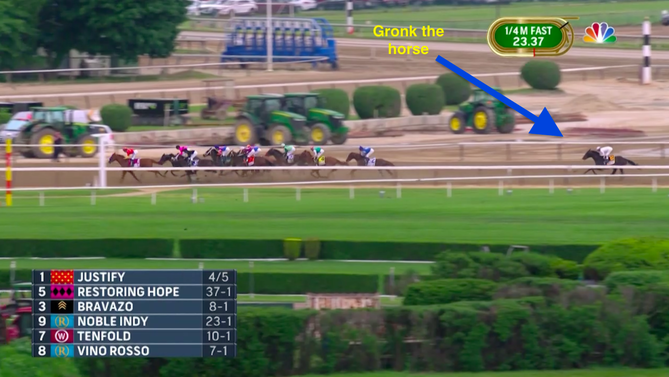 Gronk the
horse
1/4 M FAST
23.37
1 JUSTIFY 4/5
5 RESTORING HOPE 37-1
3 BRAVAZO 8-1
9 NOBLE INDY 23-1
7 TENFOLD 10-1
8 VINO ROSSO 7-1